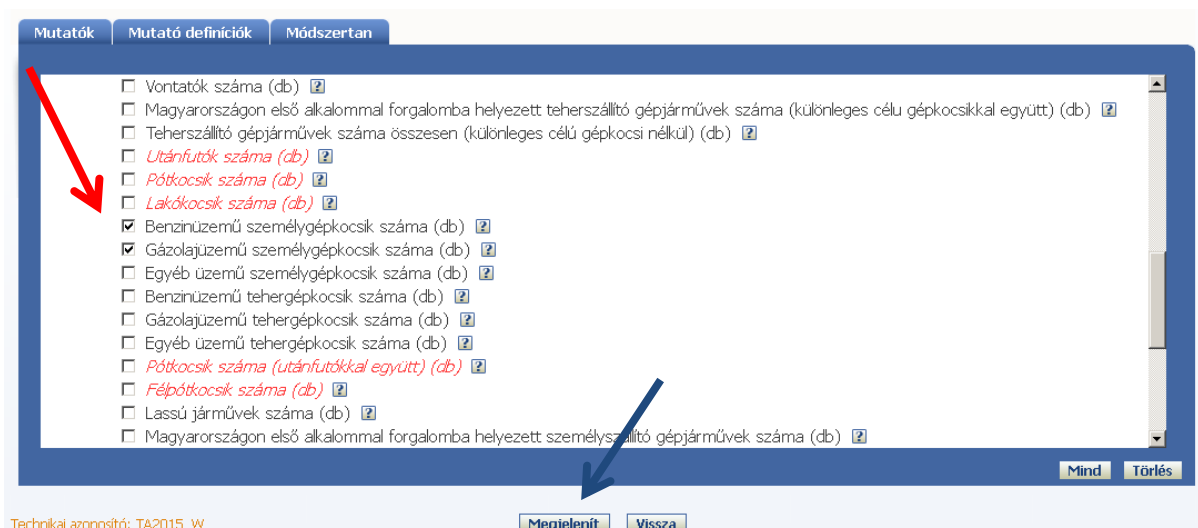 Mutatók Mutató definíciók Módszertan
Vontatók száma (db) ?
Magyarországon első alkalommal forgalomba helyezett teherszállító gépjárművek száma (különleges célu gépkocsikkal együtt) (db) ?
Teherszállító gépjárművek száma összesen (különleges célú gépkocsi nélkül) (db) ?
Utánfutók száma (db) ?
Pótkocsik száma (db) ?
Lakókocsik száma (db) ?
Benzinüzemű személygépkocsik száma (db) ?
Gázolajüzemű személygépkocsik száma (db) ?
Egyéb üzemű személygépkocsik száma (db) ?
Benzinüzemű tehergépkocsik száma (db) ?
Gázolajüzemű tehergépkocsik száma (db) ?
Egyéb üzemű tehergépkocsik száma (db) ?
Pótkocsik száma (utánfutókkal együtt) (db) ?
Félpótkocsik száma (db) ?
Lassú járművek száma (db) ?
Magyarországon első alkalommal forgalomba helyezett személyszállító gépjárművek száma (db) ?
Mind Törlés
Technikai azonosító: TA2015_W Megjelenít Vissza